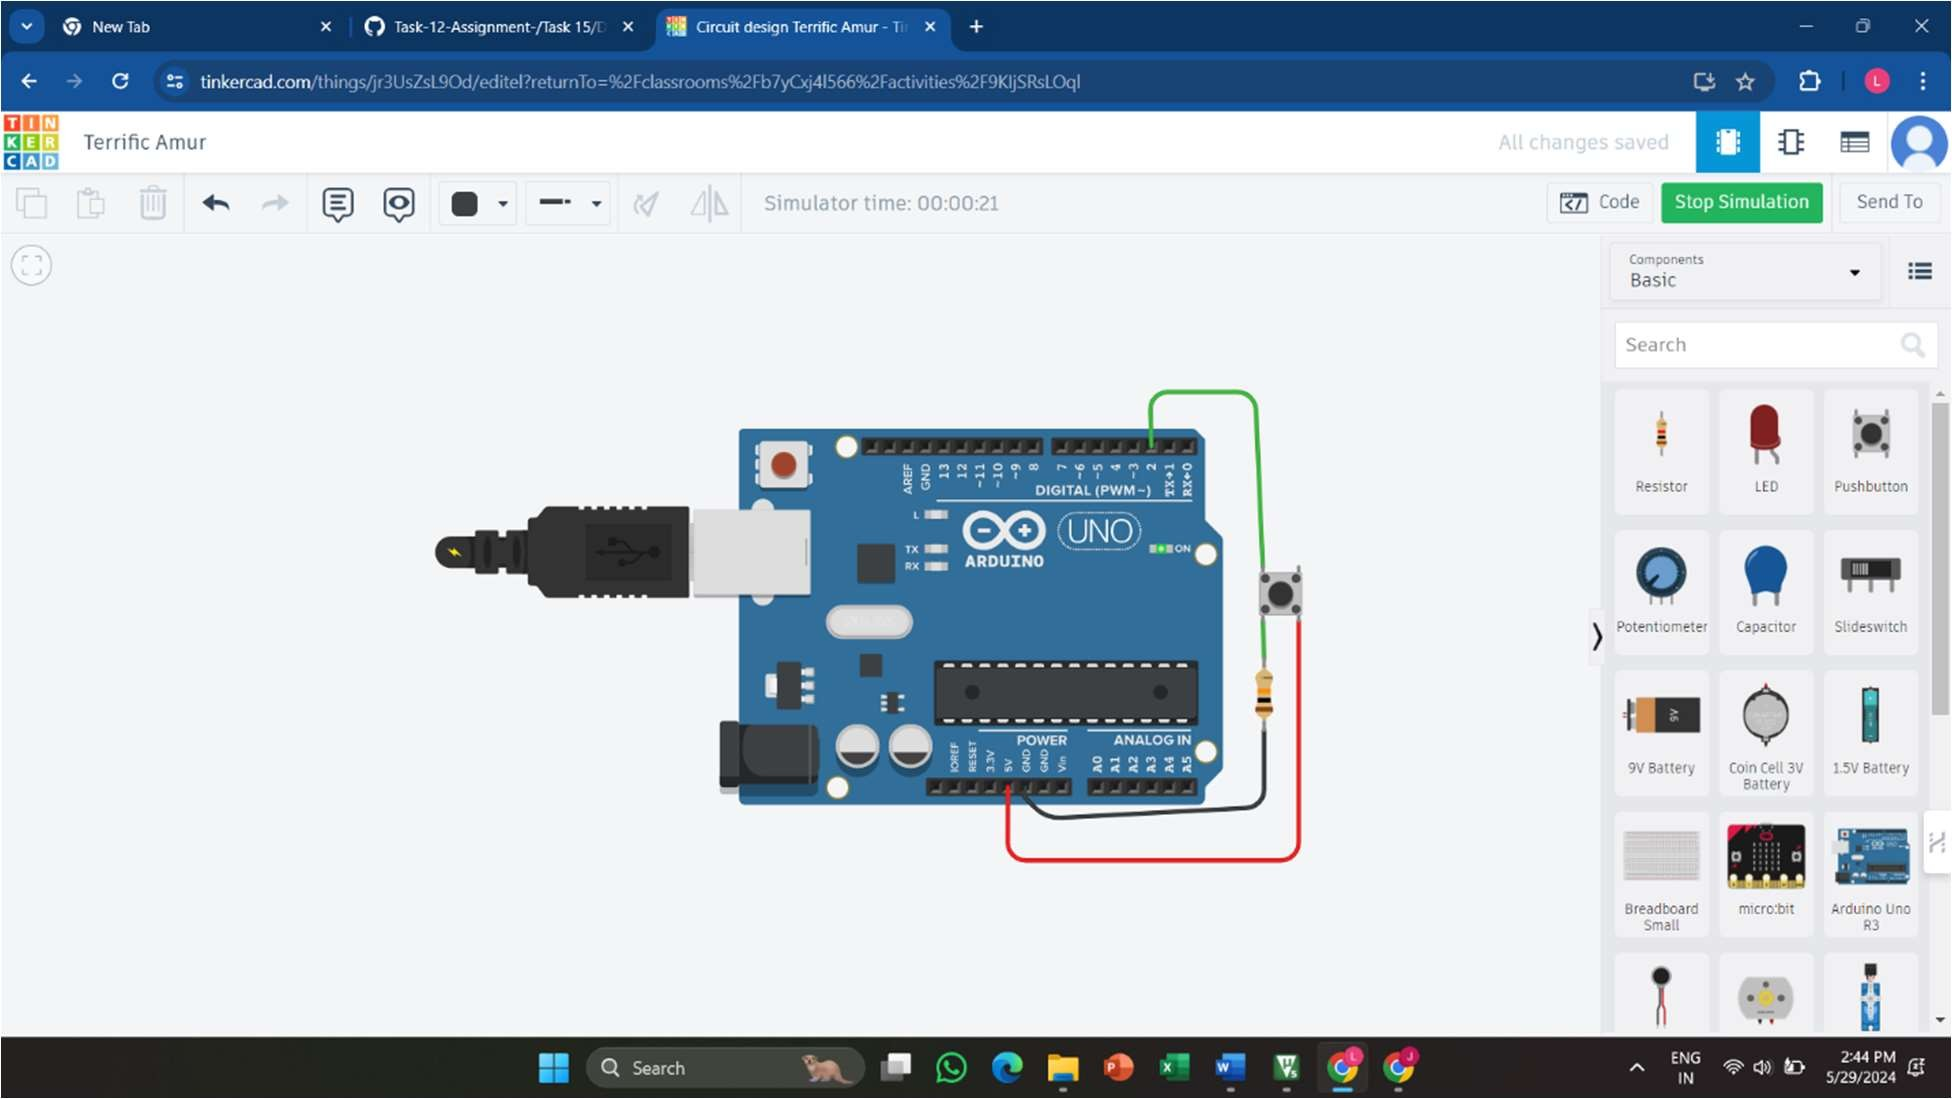 New Tab
Task-12-Assignment-/Task 15/D
Circuit design Terrific Amur - Ti
tinkercad.com/things/jr3UsZsL9Od/editel?returnTo=%2Fclassrooms%2Fb7yCxj4l566%2Factivities%2F9KIjSRsLOql
L
TIN
KER
CAD
Terrific Amur
All changes saved
Simulator time: 00:00:21
Code
Stop Simulation
Send To
Components
Basic
Search
Resistor
LED
Pushbutton
Potentiometer
Capacitor
Slideswitch
9V
9V Battery
Coin Cell 3V
Battery
1.5V Battery
Breadboard
Small
micro:bit
Arduino Uno
R3
AREF
GND
13
12
~11
~10
~9
8
7
~6
~5
4
~3
2
TX→1
RX←0
DIGITAL (PWM~)
L
TX
RX
ARDUINO
UNO
ON
POWER
ANALOG IN
IOREF
RESET
3.3V
5V
GND
GND
Vin
A0
A1
A2
A3
A4
A5
Search
L
J
ENG
IN
2:44 PM
5/29/2024